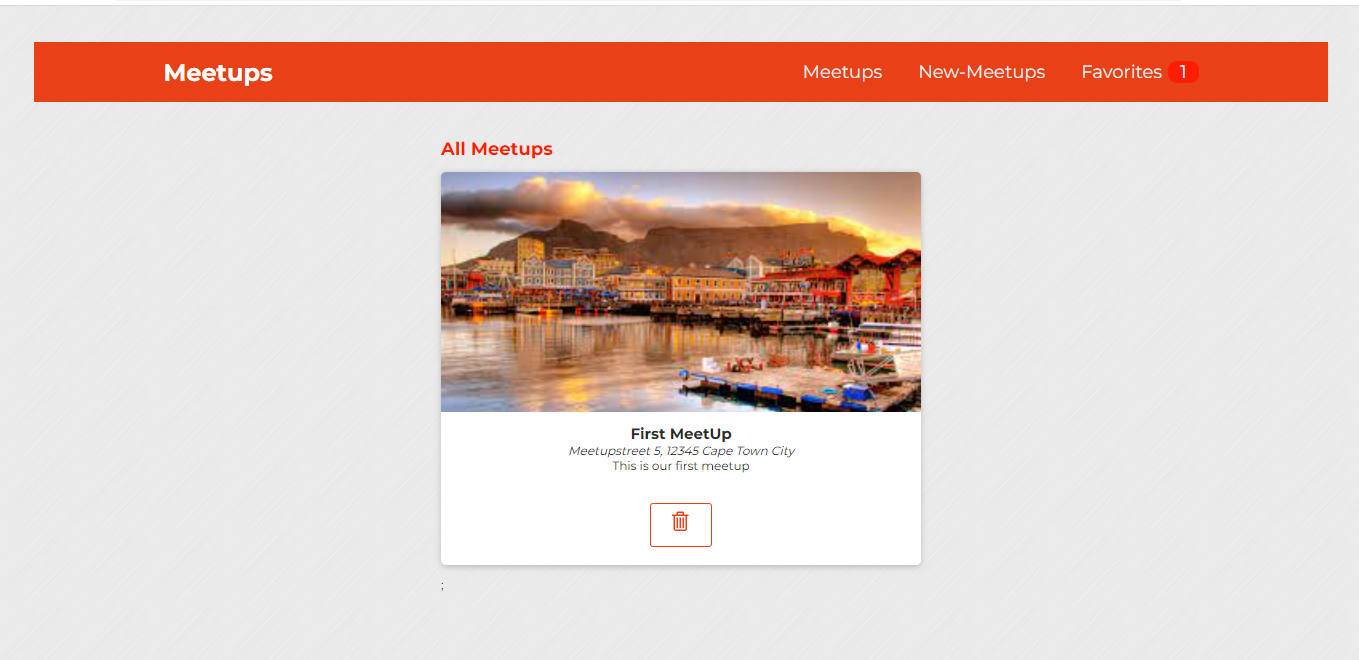 Meetups
Meetups New-Meetups Favorites 1
All Meetups
First MeetUp
Meetupstreet 5, 12345 Cape Town City
This is our first meetup
;